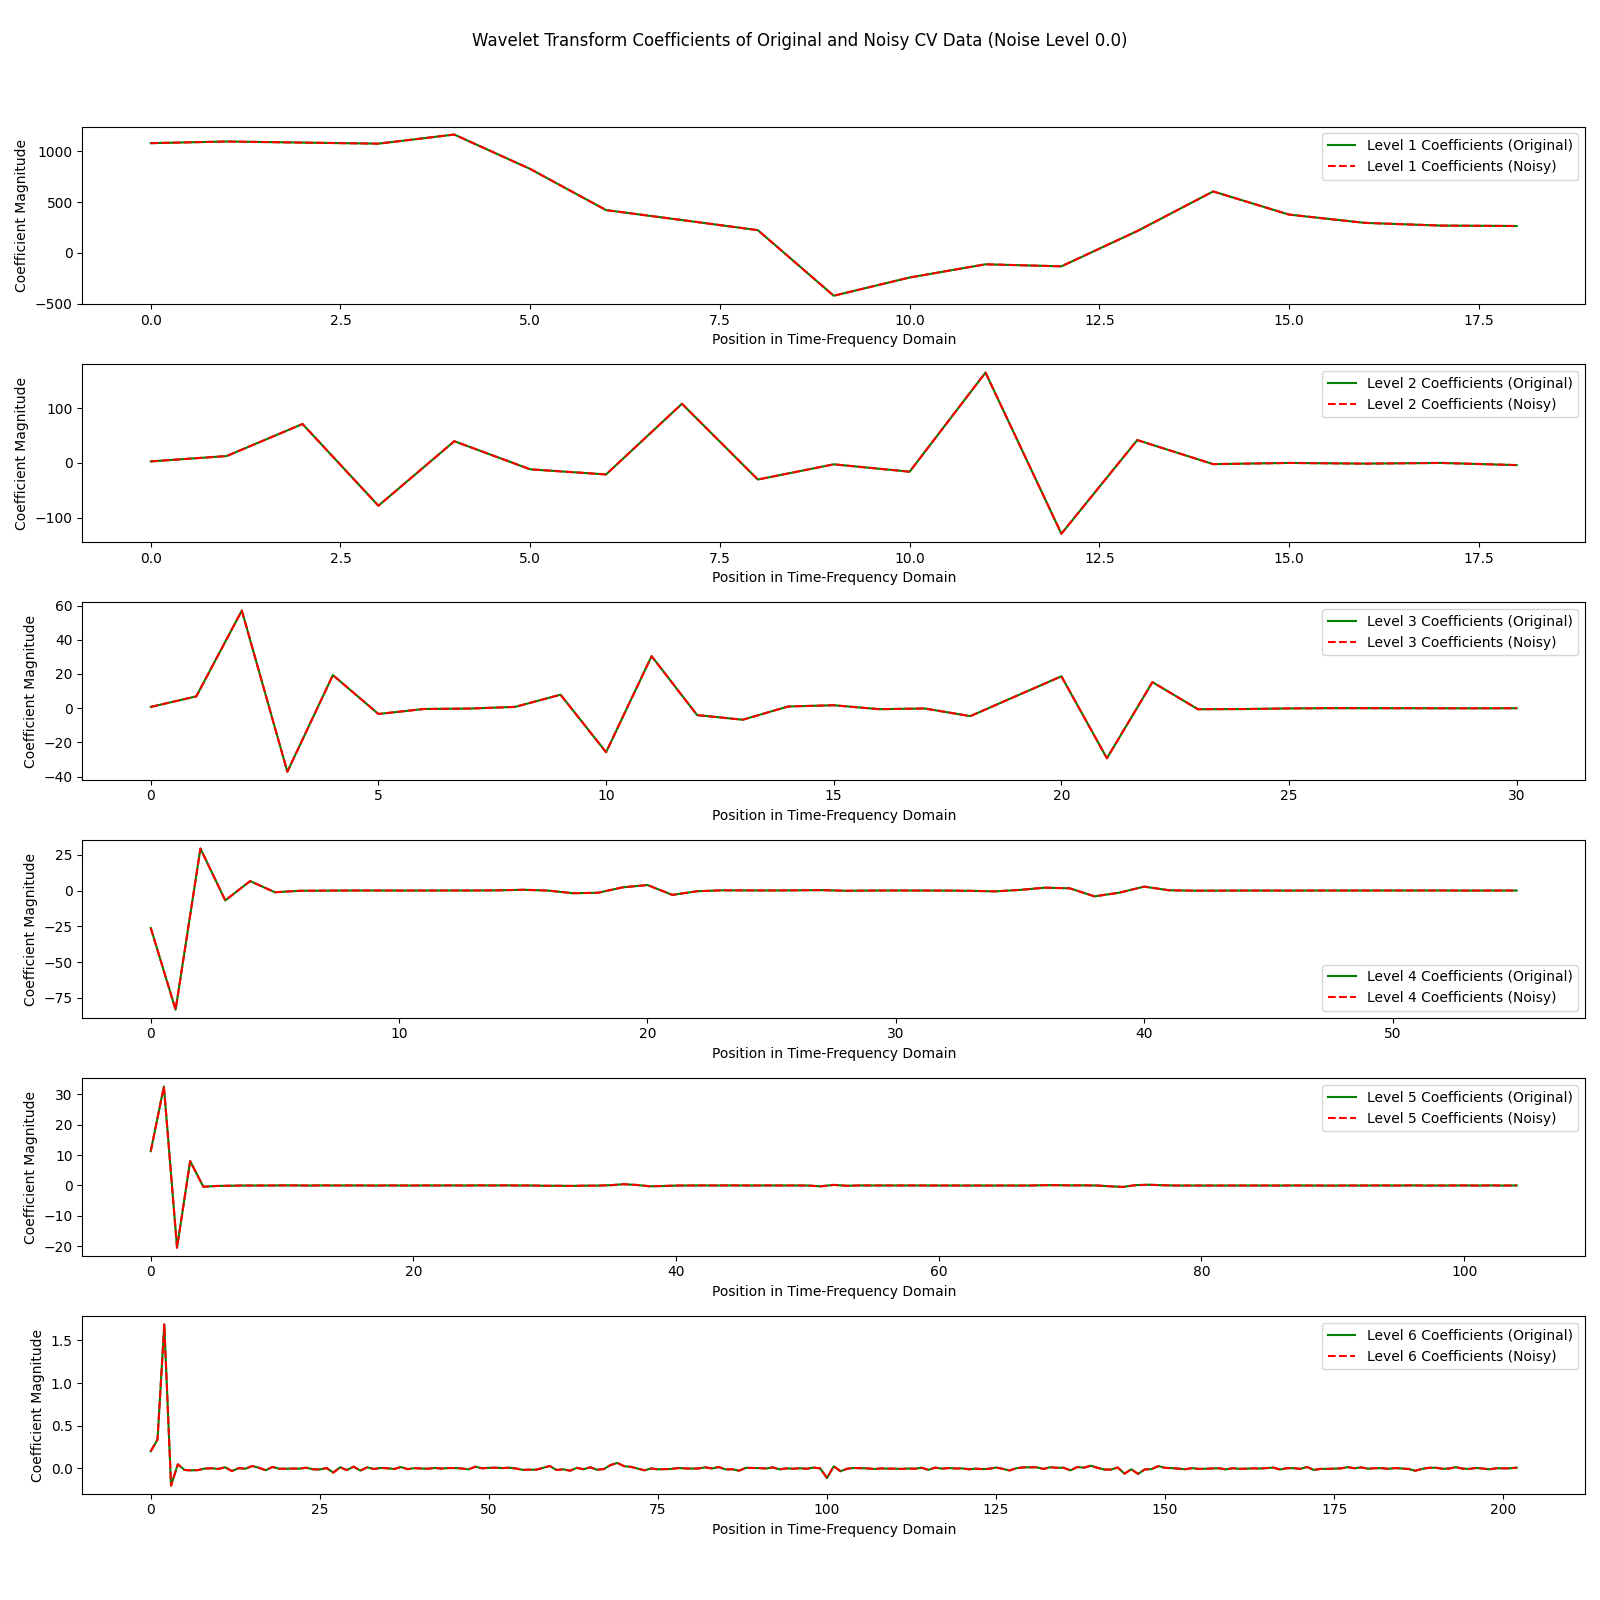 Wavelet Transform Coefficients of Original and Noisy CV Data (Noise Level 0.0)
Coefficient Magnitude
1000
500
0
−500
Level 1 Coefficients (Original)
Level 1 Coefficients (Noisy)
0.0 2.5 5.0 7.5 10.0 12.5 15.0 17.5
Position in Time-Frequency Domain
Coefficient Magnitude
100
0
−100
Level 2 Coefficients (Original)
Level 2 Coefficients (Noisy)
0.0 2.5 5.0 7.5 10.0 12.5 15.0 17.5
Position in Time-Frequency Domain
Coefficient Magnitude
60
40
20
0
−20
−40
Level 3 Coefficients (Original)
Level 3 Coefficients (Noisy)
0 5 10 15 20 25 30
Position in Time-Frequency Domain
Coefficient Magnitude
25
0
−25
−50
−75
Level 4 Coefficients (Original)
Level 4 Coefficients (Noisy)
0 10 20 30 40 50
Position in Time-Frequency Domain
Coefficient Magnitude
30
20
10
0
−10
−20
Level 5 Coefficients (Original)
Level 5 Coefficients (Noisy)
0 20 40 60 80 100
Position in Time-Frequency Domain
Coefficient Magnitude
1.5
1.0
0.5
0.0
Level 6 Coefficients (Original)
Level 6 Coefficients (Noisy)
0 25 50 75 100 125 150 175 200
Position in Time-Frequency Domain